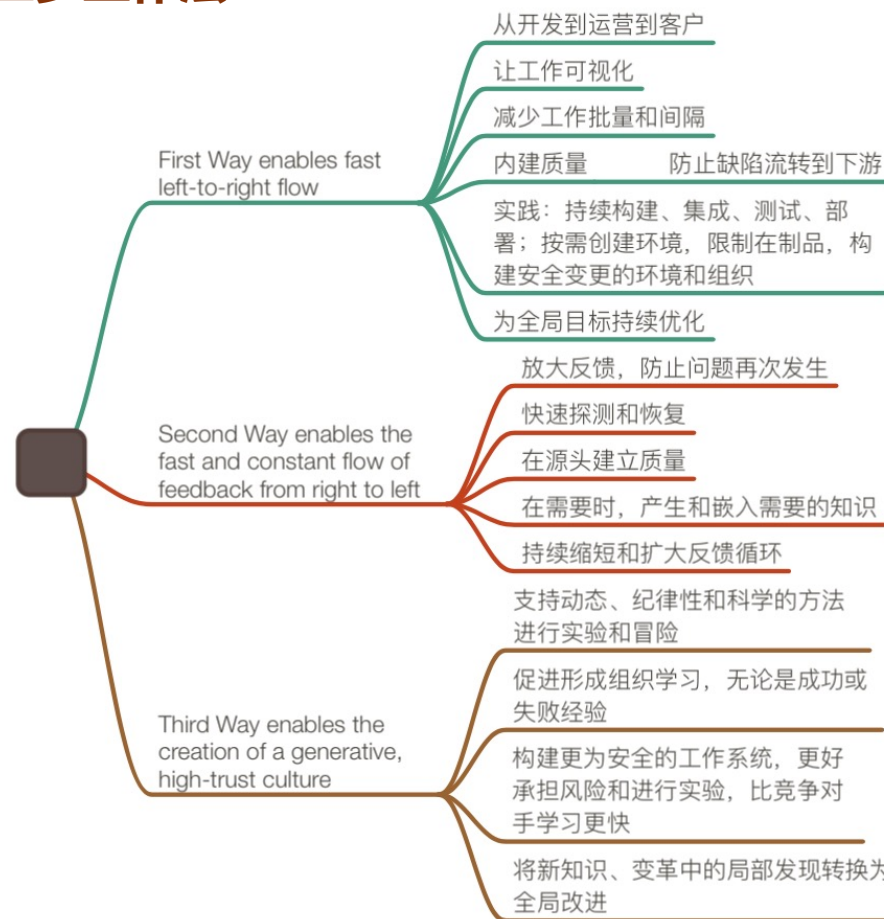 First Way enables fast
left-to-right flow
从开发到运营到客户
让工作可视化
减少工作批量和间隔
内建质量 防止缺陷流转到下游
实践：持续构建、集成、测试、部
署；按需创建环境，限制在制品，构
建安全变更的环境和组织
为全局目标持续优化
Second Way enables the
fast and constant flow of
feedback from right to left
放大反馈，防止问题再次发生
快速探测和恢复
在源头建立质量
在需要时，产生和嵌入需要的知识
持续缩短和扩大反馈循环
Third Way enables the
creation of a generative,
high-trust culture
支持动态、纪律性和科学的方法
进行实验和冒险
促进形成组织学习，无论是成功或
失败经验
构建更为安全的工作系统，更好
承担风险和进行实验，比竞争对
手学习更快
将新知识、变革中的局部发现转换为
全局改进